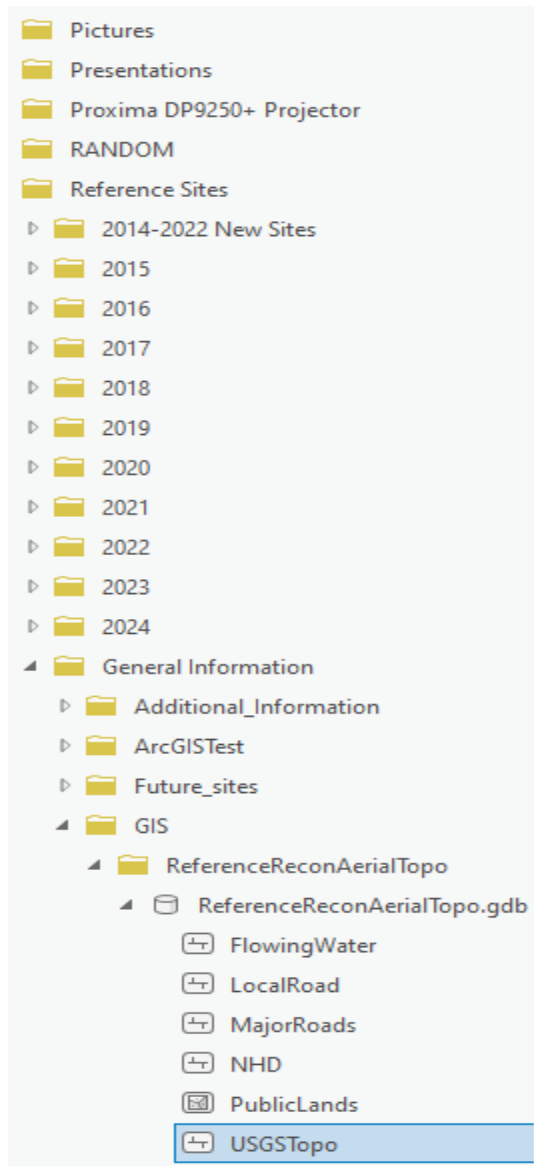 Pictures
Presentations
Proxima DP9250+ Projector
RANDOM
Reference Sites
2014-2022 New Sites
2015
2016
2017
2018
2019
2020
2021
2022
2023
2024
General Information
Additional_Information
ArcGISTest
Future_sites
GIS
ReferenceReconAerialTopo
ReferenceReconAerialTopo.gdb
FlowingWater
LocalRoad
MajorRoads
NHD
PublicLands
USGSTopo